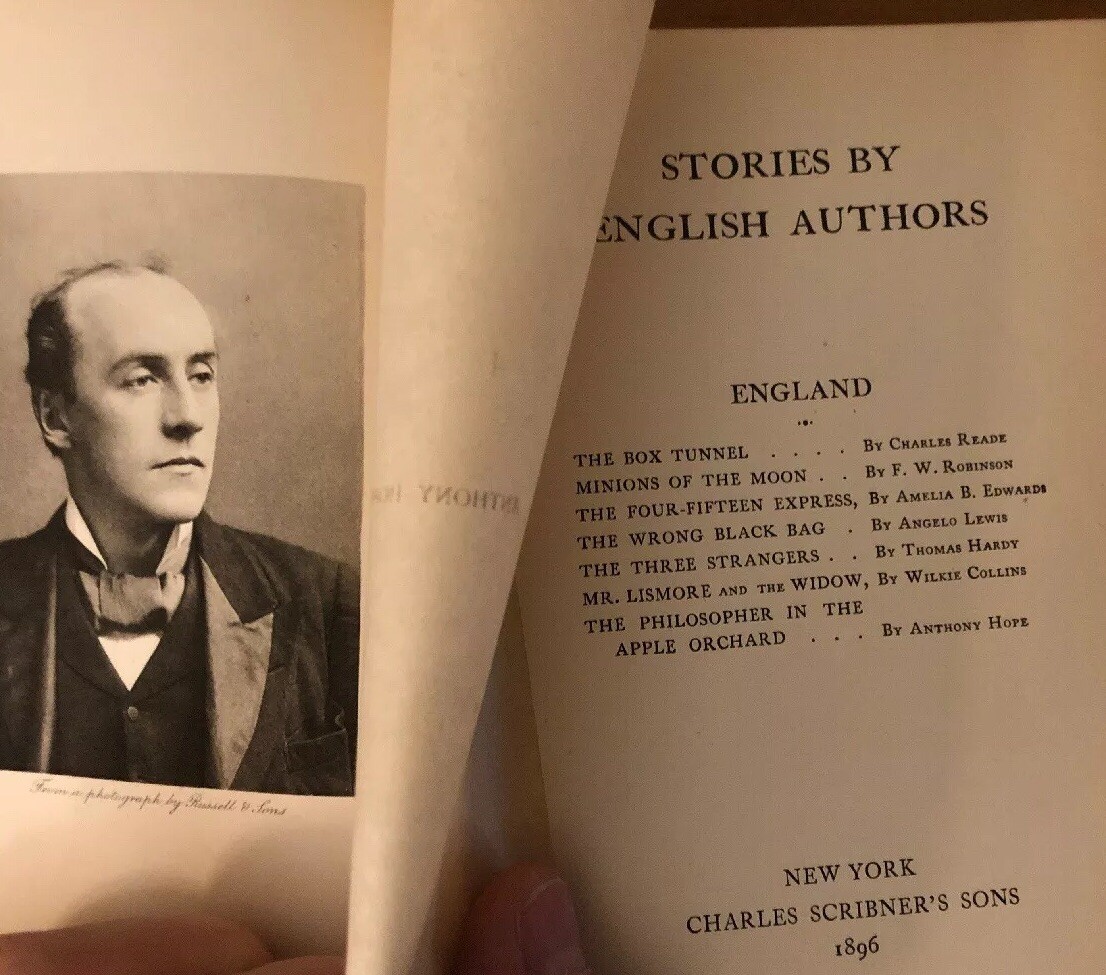 From a photograph by Russell & Sons
ANTHONY
STORIES BY
ENGLISH AUTHORS
ENGLAND
THE BOX TUNNEL . . . . BY CHARLES READE
MINIONS OF THE MOON . . BY F. W. ROBINSON
THE FOUR-FIFTEEN EXPRESS, BY AMELIA B. EDWARDS
THE WRONG BLACK BAG . BY ANGELO LEWIS
THE THREE STRANGERS . . BY THOMAS HARDY
MR. LISMORE AND THE WIDOW, BY WILKIE COLLINS
THE PHILOSOPHER IN THE
APPLE ORCHARD . . . BY ANTHONY HOPE
NEW YORK
CHARLES SCRIBNER'S SONS
1896